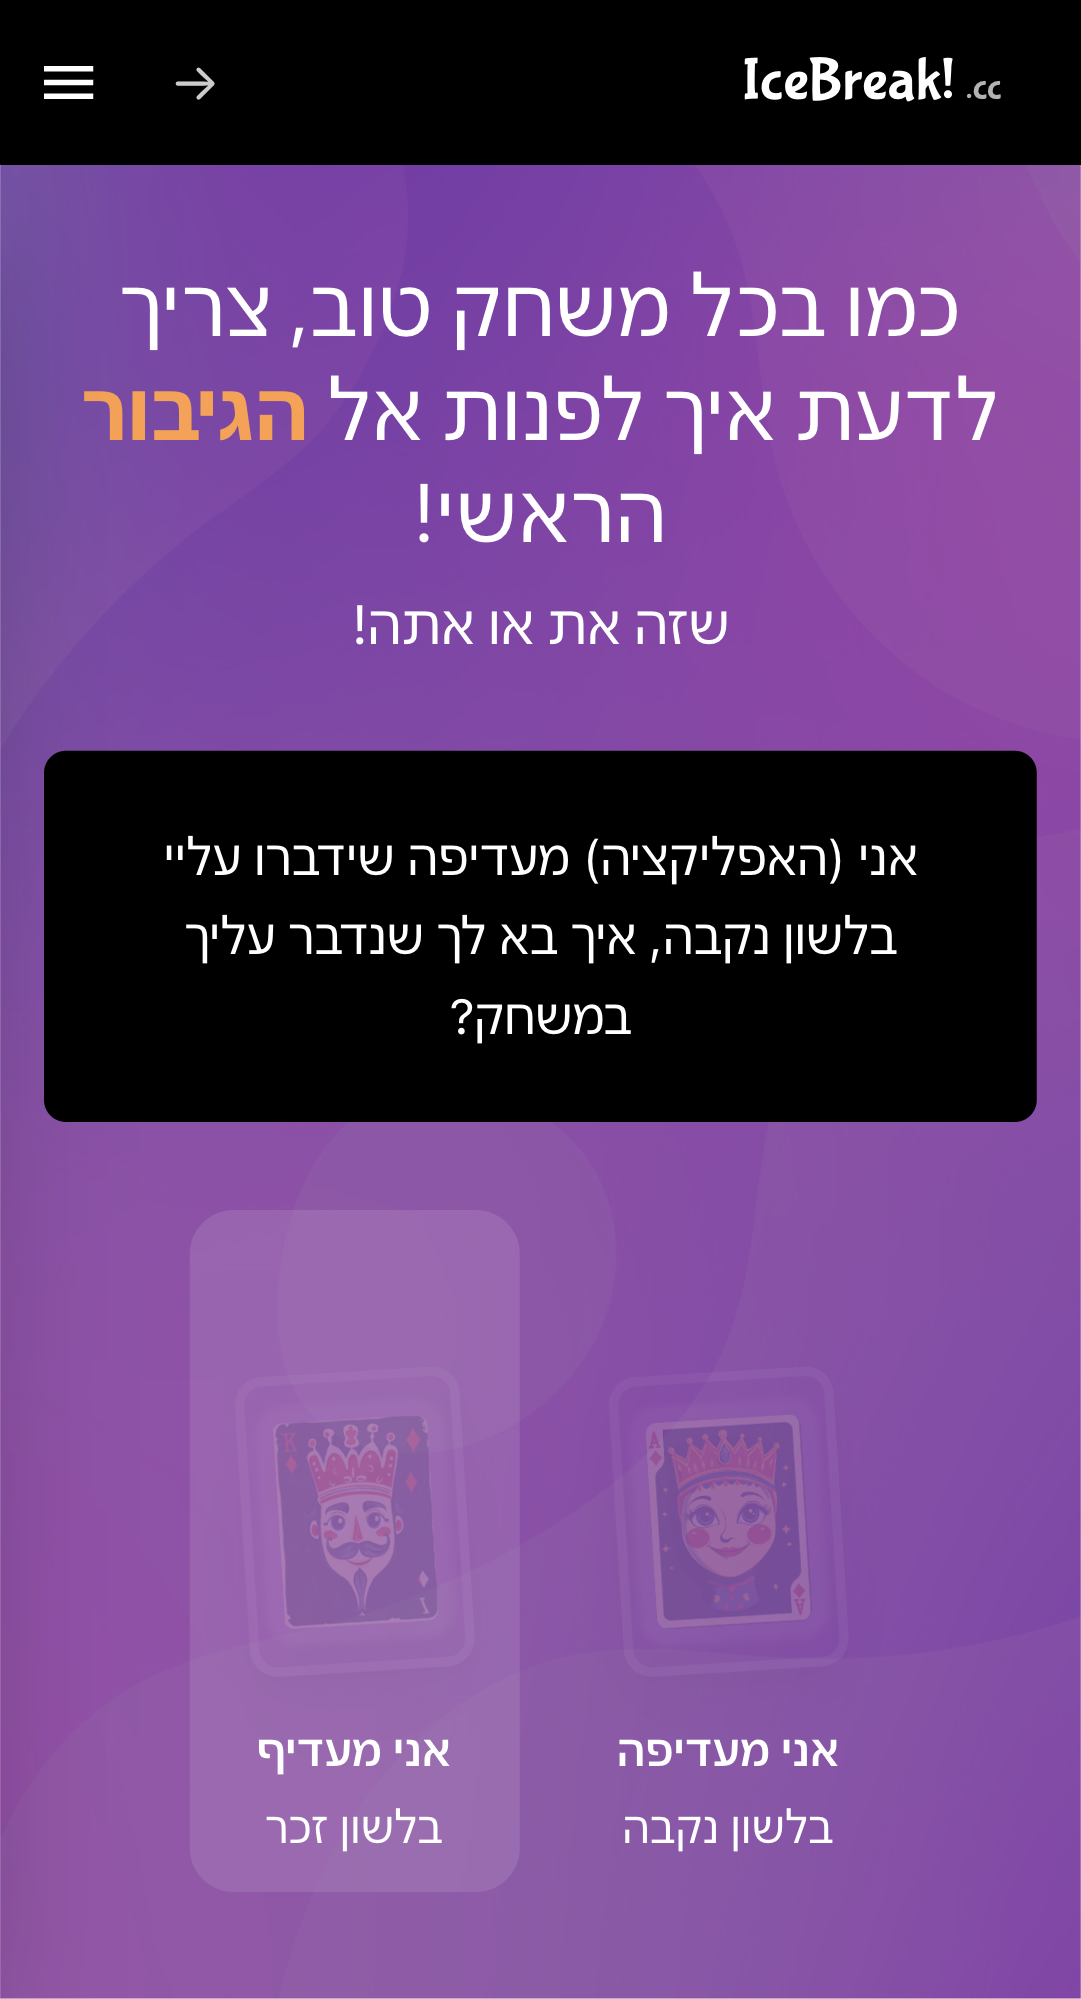 IceBreak! .cc
כמו בכל משחק טוב, צריך
לדעת איך לפנות אל הגיבור
הראשי!
שזה את או אתה!
אני (האפליקציה) מעדיפה שידברו עליי
בלשון נקבה, איך בא לך שנדבר עליך
במשחק?
A
A
אני מעדיפה
בלשון נקבה
K
אני מעדיף
בלשון זכר